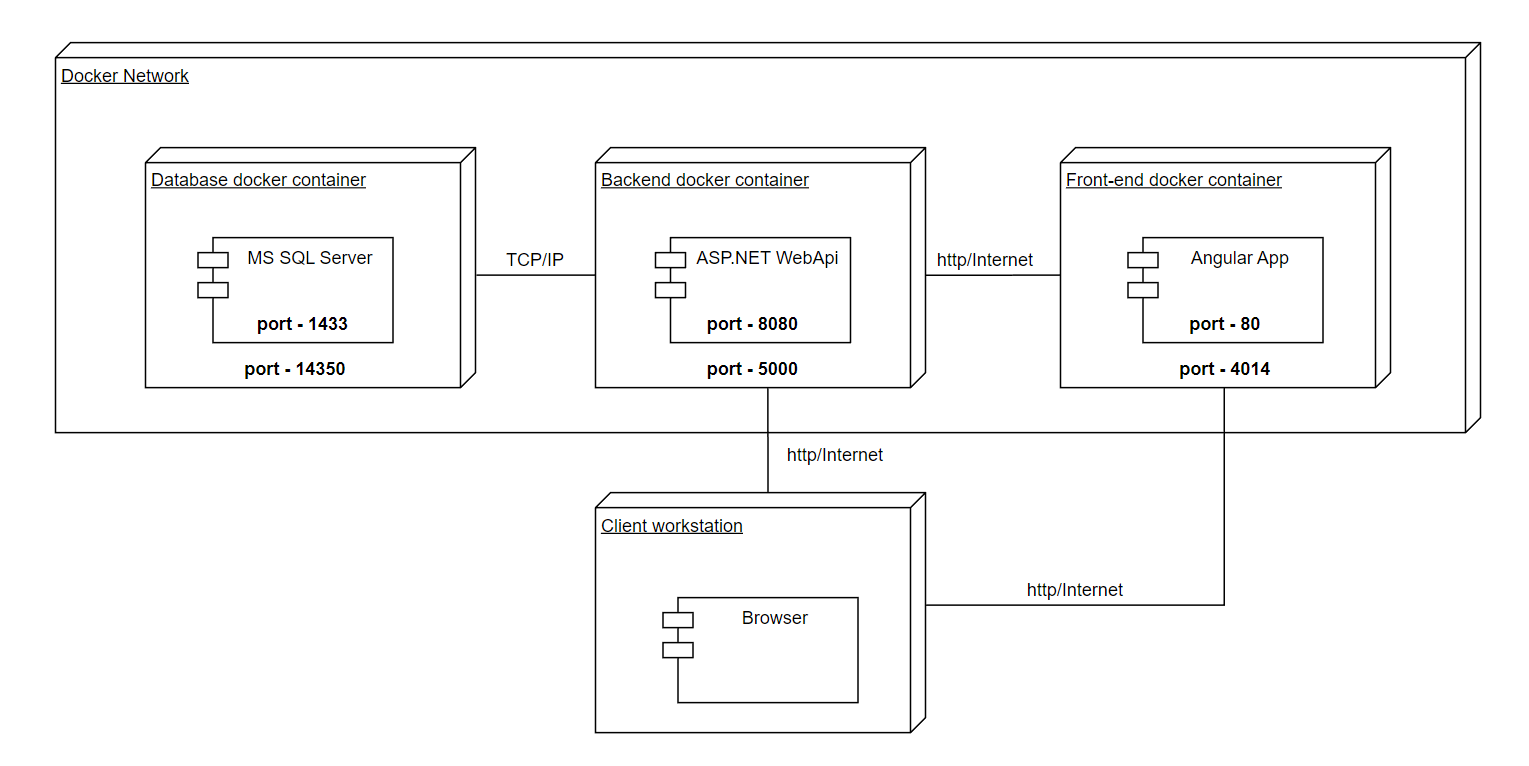 Docker Network
Database docker container
MS SQL Server
port - 1433
port - 14350
TCP/IP
Backend docker container
ASP.NET WebApi
port - 8080
port - 5000
http/Internet
Front-end docker container
Angular App
port - 80
port - 4014
http/Internet
Client workstation
Browser
http/Internet